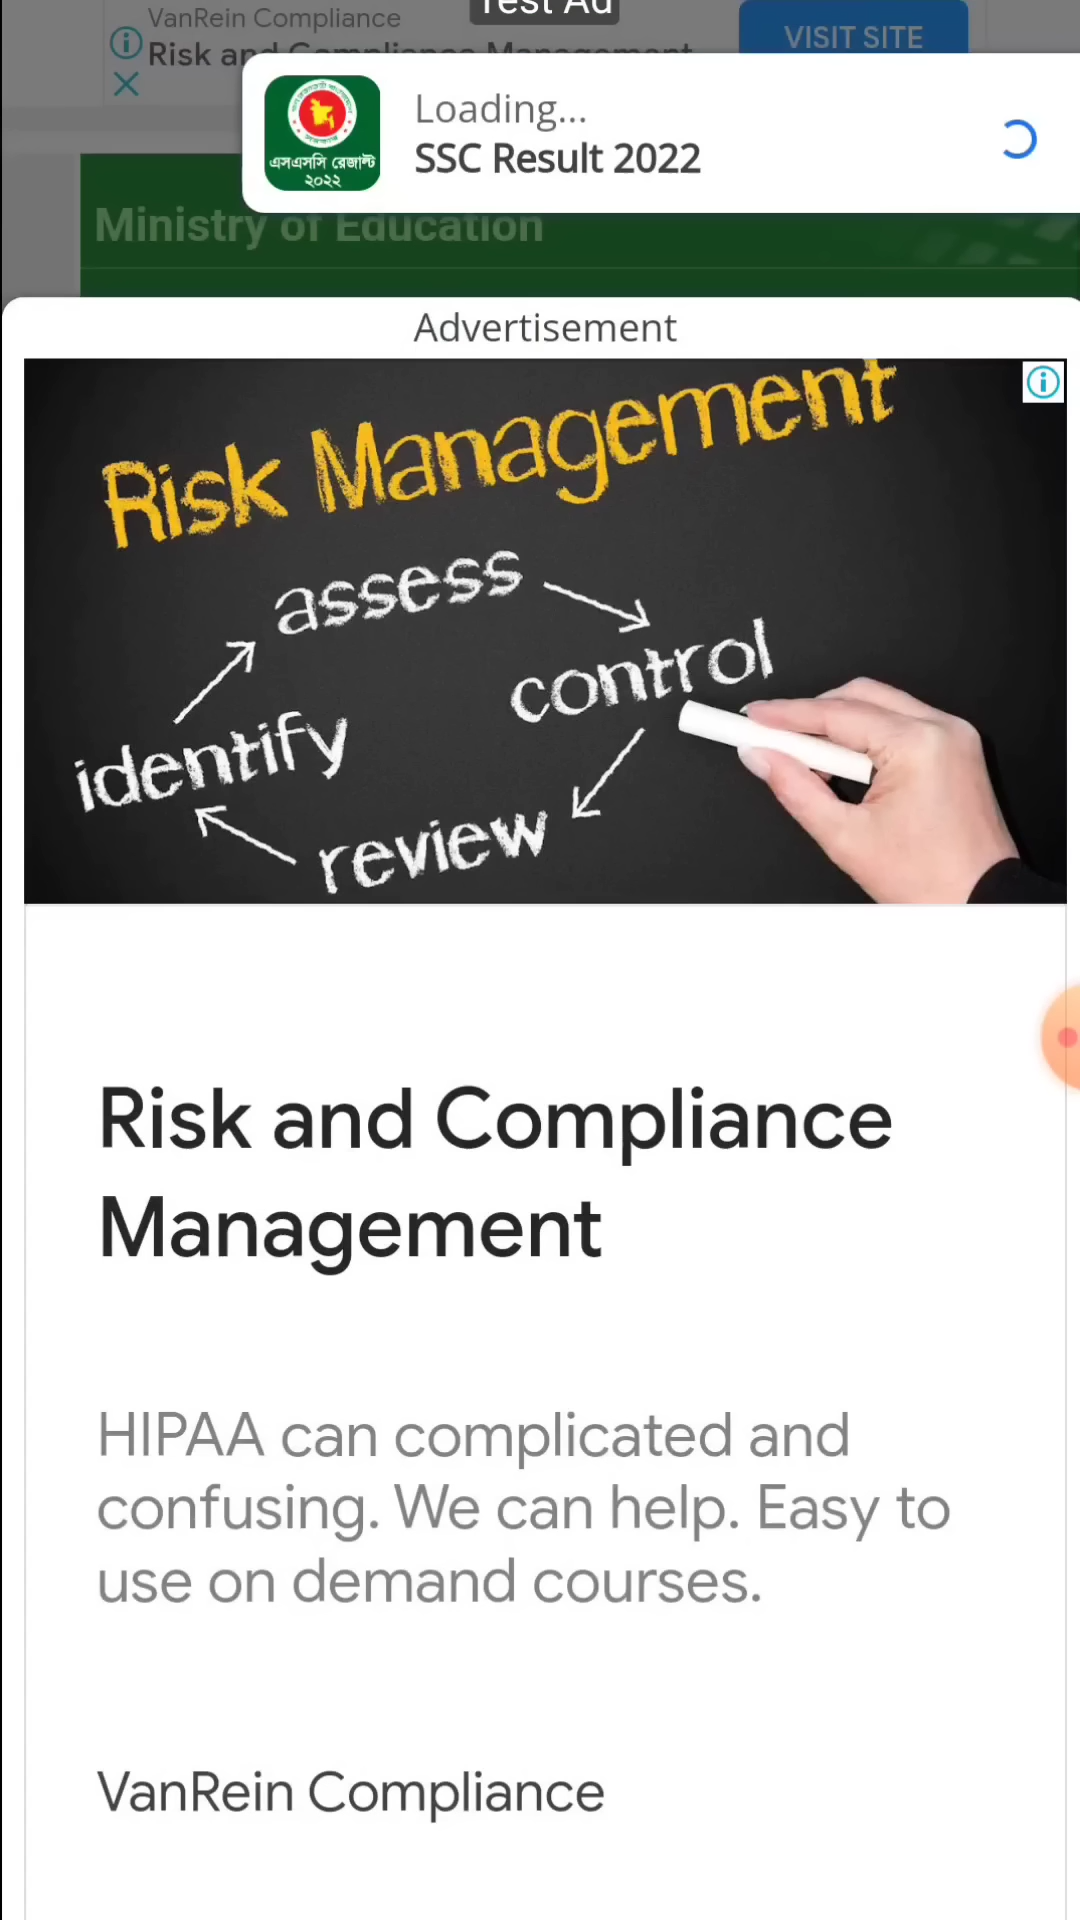 VanRein Compliance
Test Ad
VISIT SITE
Risk and Compliance Management
Loading...
SSC Result 2022
এসএসসি রেজাল্ট
২০২২
Ministry of Education
Advertisement
Risk Management
assess
control
identify
review
Risk and Compliance
Management
HIPAA can complicated and
confusing. We can help. Easy to
use on demand courses.
VanRein Compliance